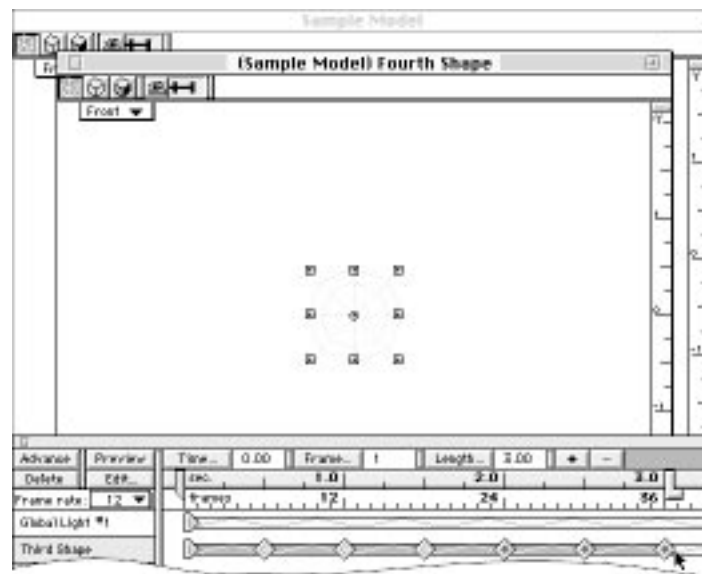 Sample Model
(Sample Model) Fourth Shape
Front
Advance Preview Time... 0.00 Frame... 1 Length... 3.00 + -
Delete Edit... sec. 1.0 2.0 3.0
Frame rate: 12 frames 12 24 36
Global Light #1
Third Shape